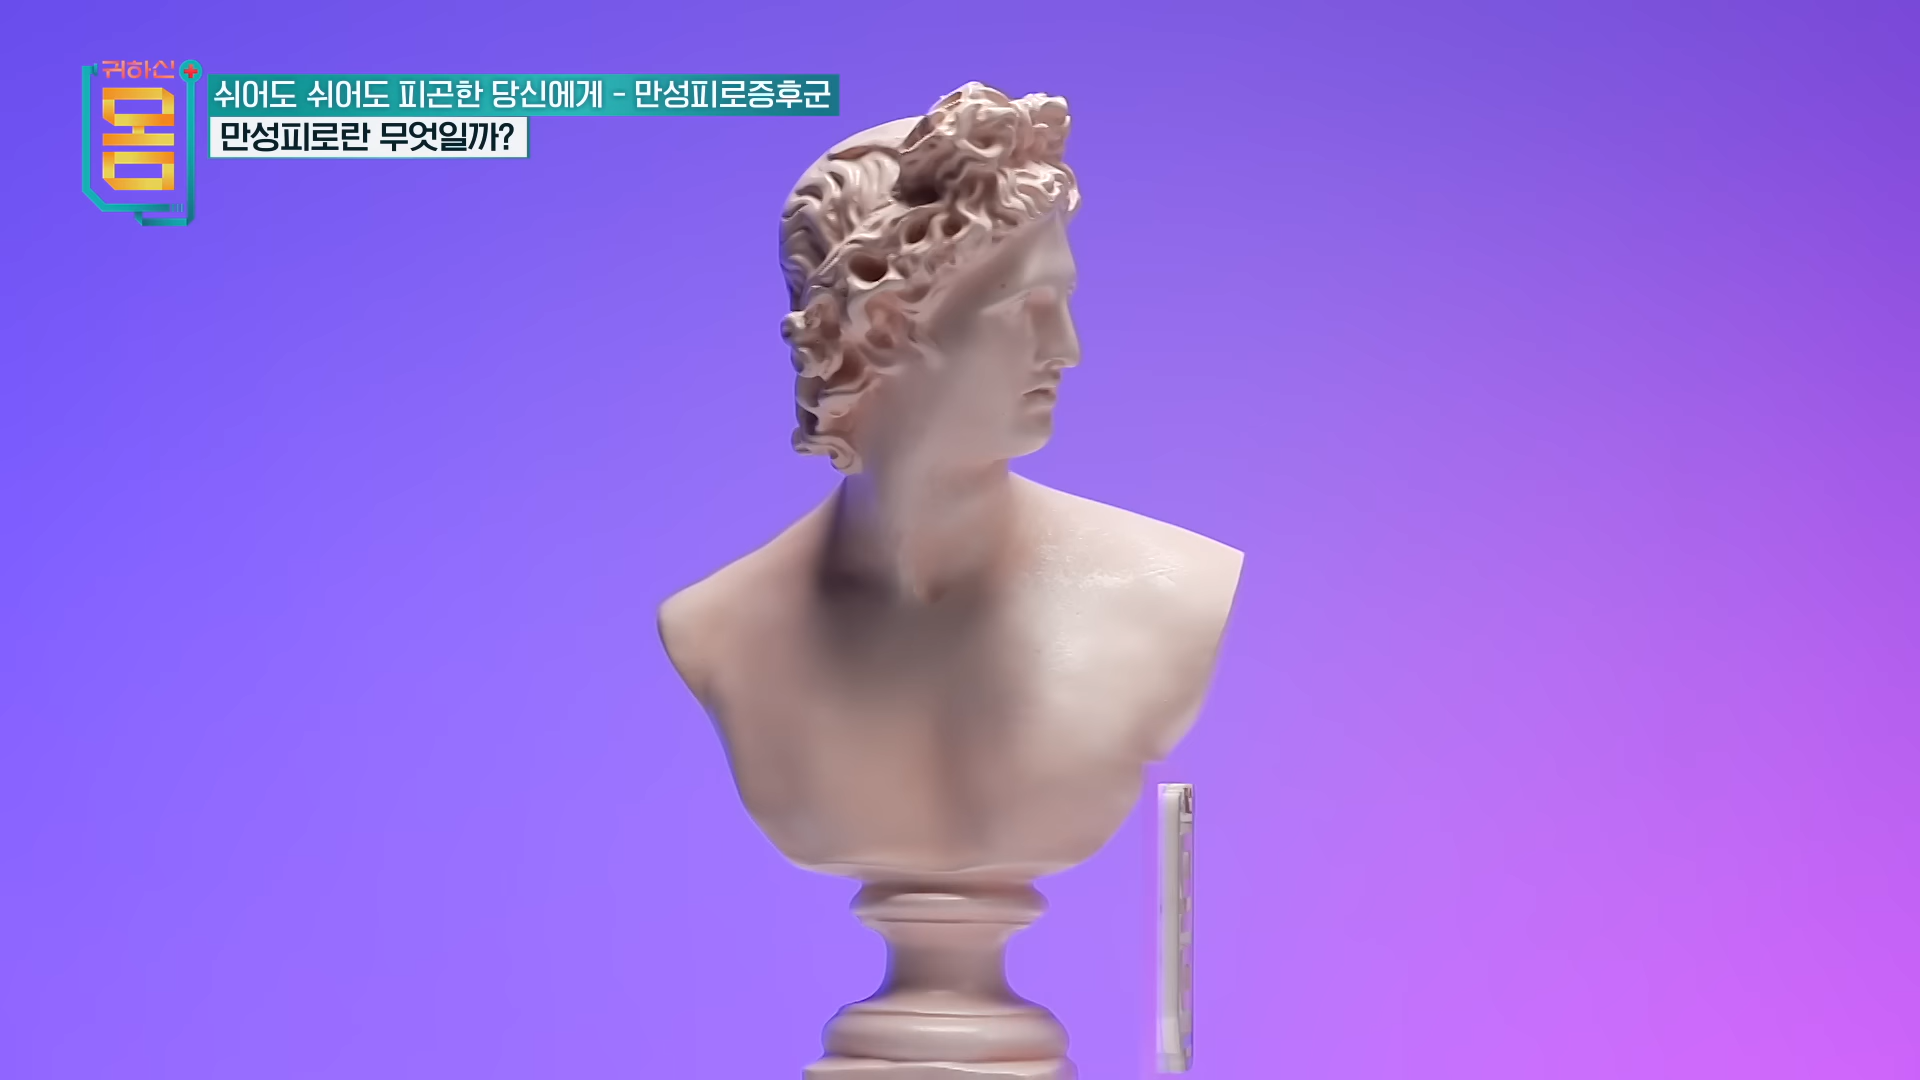 귀하신
몸
쉬어도 쉬어도 피곤한 당신에게 - 만성피로증후군
만성피로란 무엇일까?